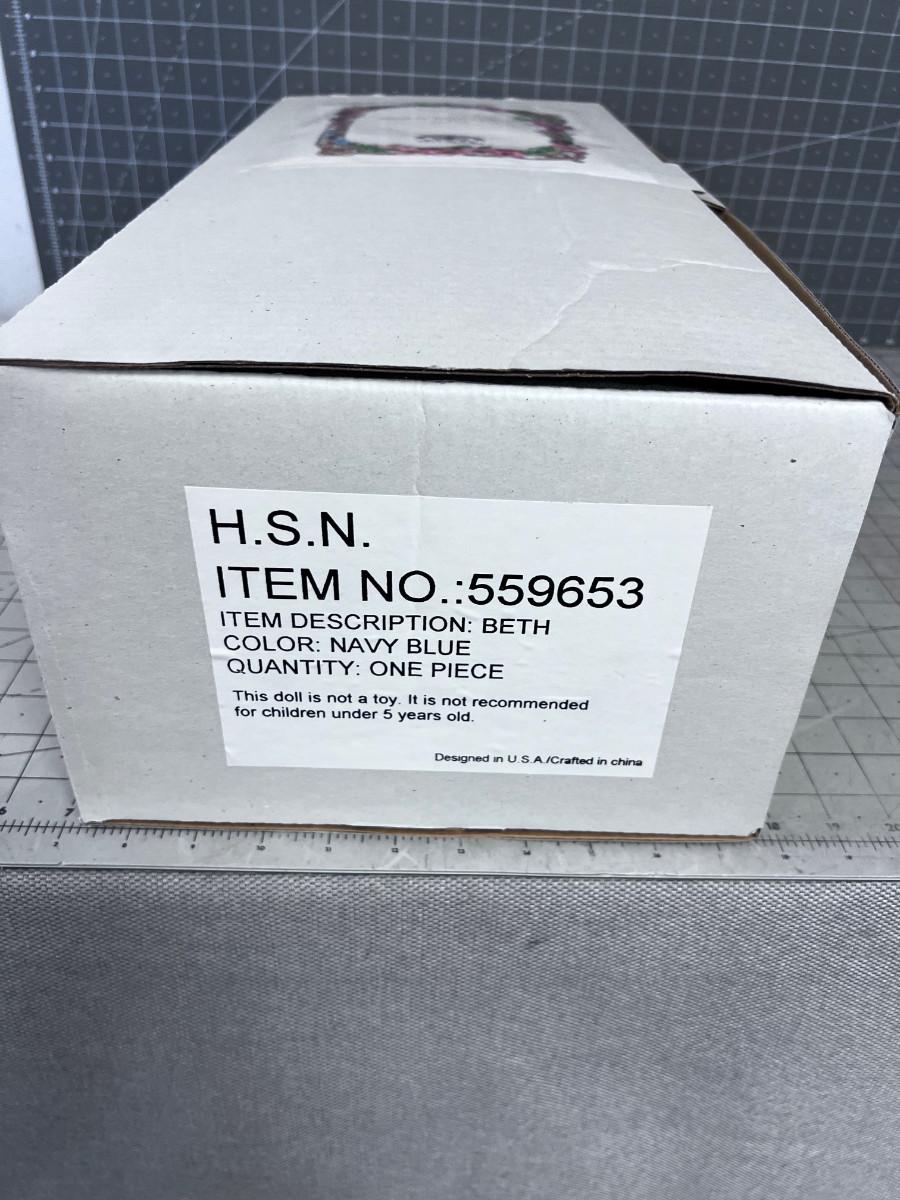 H.S.N.
ITEM NO.:559653
ITEM DESCRIPTION: BETH
COLOR: NAVY BLUE
QUANTITY: ONE PIECE
This doll is not a toy. It is not recommended
for children under 5 years old.
Designed in U.S.A./Crafted in china